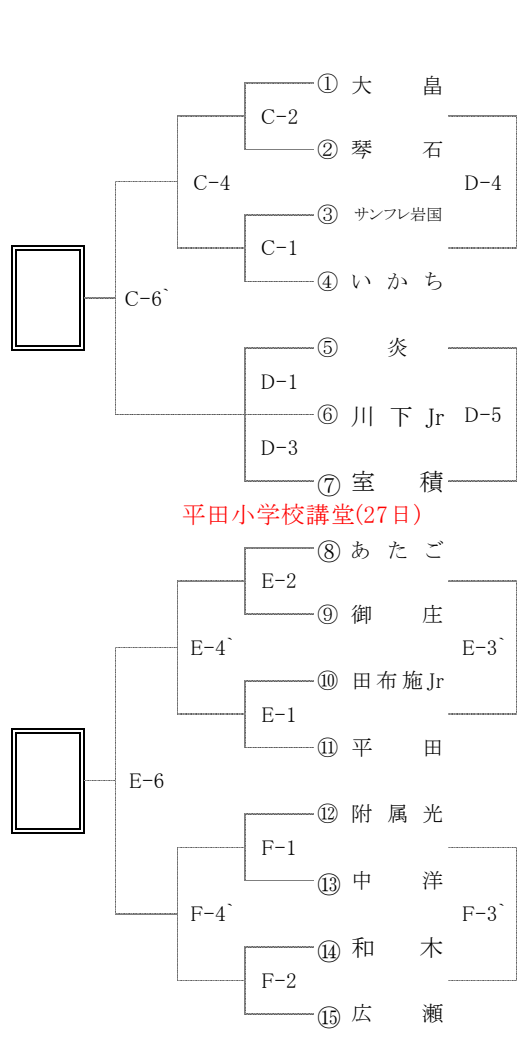 ① 大 畠
C-2
② 琴 石
C-4 D-4
③ サンフレ岩国
C-1
④ い か ち
C-6`
⑤ 炎
D-1
⑥ 川 下 Jr D-5
D-3
⑦ 室 積
平田小学校講堂(27日)
⑧ あ た ご
E-2
⑨ 御 庄
E-4` E-3`
⑩ 田布施Jr
E-1
⑪ 平 田
E-6
⑫ 附 属 光
F-1
⑬ 中 洋
F-4` F-3`
⑭ 和 木
F-2
⑮ 広 瀬